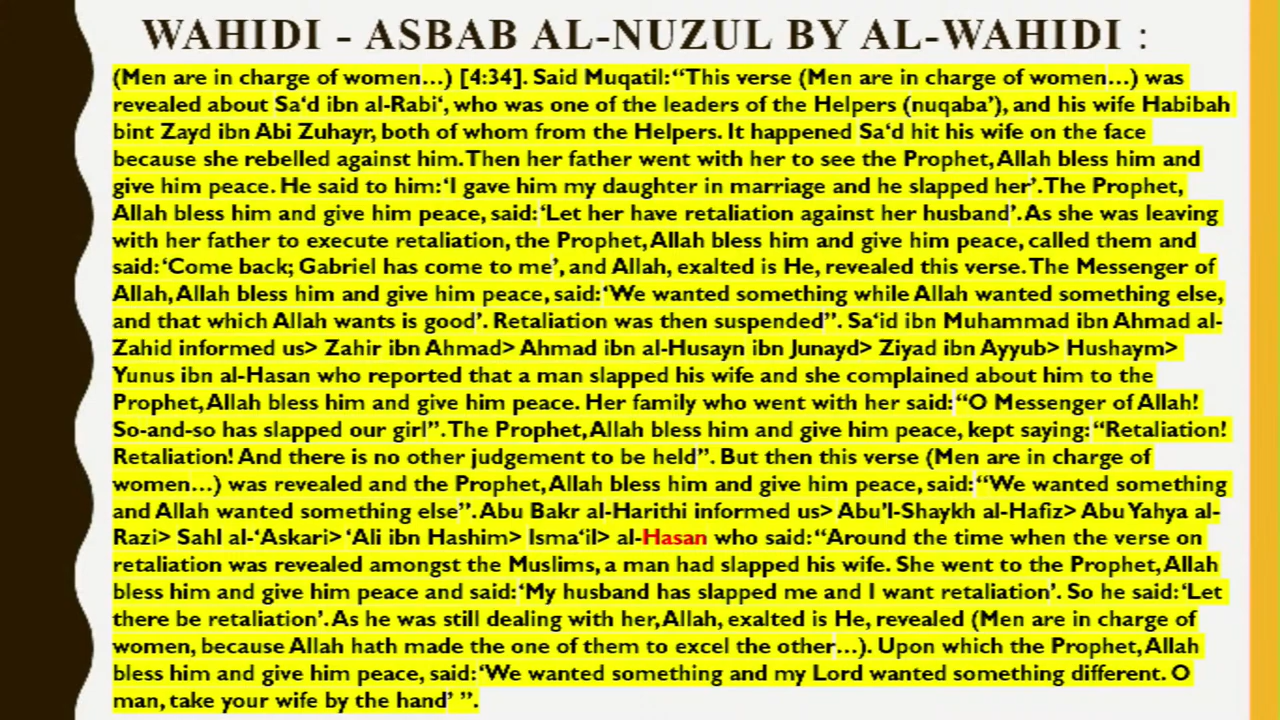 WAHIDI - ASBAB AL-NUZUL BY AL-WAHIDI :
(Men are in charge of women…) [4:34]. Said Muqatil: “This verse (Men are in charge of women…) was
revealed about Sa‘d ibn al-Rabi‘, who was one of the leaders of the Helpers (nuqaba’), and his wife Habibah
bint Zayd ibn Abi Zuhayr, both of whom from the Helpers. It happened Sa‘d hit his wife on the face
because she rebelled against him. Then her father went with her to see the Prophet, Allah bless him and
give him peace. He said to him: ‘I gave him my daughter in marriage and he slapped her’. The Prophet,
Allah bless him and give him peace, said: ‘Let her have retaliation against her husband’. As she was leaving
with her father to execute retaliation, the Prophet, Allah bless him and give him peace, called them and
said: ‘Come back; Gabriel has come to me’, and Allah, exalted is He, revealed this verse. The Messenger of
Allah, Allah bless him and give him peace, said: ‘We wanted something while Allah wanted something else,
and that which Allah wants is good’. Retaliation was then suspended”. Sa‘id ibn Muhammad ibn Ahmad al-
Zahid informed us> Zahir ibn Ahmad> Ahmad ibn al-Husayn ibn Junayd> Ziyad ibn Ayyub> Hushaym>
Yunus ibn al-Hasan who reported that a man slapped his wife and she complained about him to the
Prophet, Allah bless him and give him peace. Her family who went with her said: “O Messenger of Allah!
So-and-so has slapped our girl”. The Prophet, Allah bless him and give him peace, kept saying: “Retaliation!
Retaliation! And there is no other judgement to be held”. But then this verse (Men are in charge of
women…) was revealed and the Prophet, Allah bless him and give him peace, said: “We wanted something
and Allah wanted something else”. Abu Bakr al-Harithi informed us> Abu’l-Shaykh al-Hafiz> Abu Yahya al-
Razi> Sahl al-‘Askari> ‘Ali ibn Hashim> Isma‘il> al-Hasan who said: “Around the time when the verse on
retaliation was revealed amongst the Muslims, a man had slapped his wife. She went to the Prophet, Allah
bless him and give him peace and said: ‘My husband has slapped me and I want retaliation’. So he said: ‘Let
there be retaliation’. As he was still dealing with her, Allah, exalted is He, revealed (Men are in charge of
women, because Allah hath made the one of them to excel the other…). Upon which the Prophet, Allah
bless him and give him peace, said: ‘We wanted something and my Lord wanted something different. O
man, take your wife by the hand’ ”.